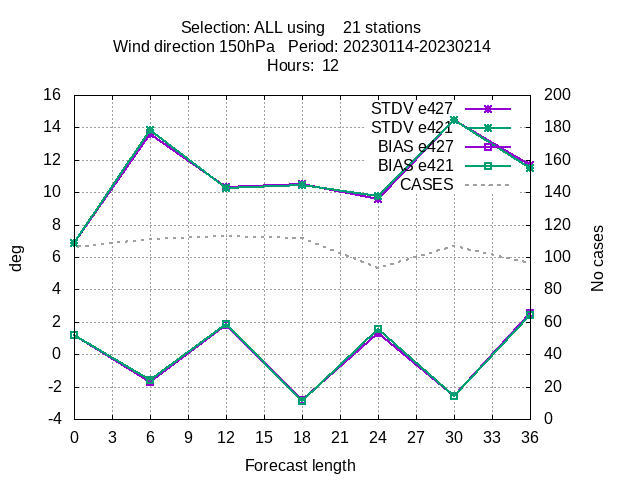 Selection: ALL using    21 stations
Wind direction 150hPa   Period: 20230114-20230214
Hours:  12
STDV e427
STDV e421
BIAS e427
BIAS e421
CASES
16
14
12
10
8
6
4
2
0
-2
-4
200
180
160
140
120
100
80
60
40
20
0
deg
No cases
0 3 6 9 12 15 18 21 24 27 30 33 36
Forecast length